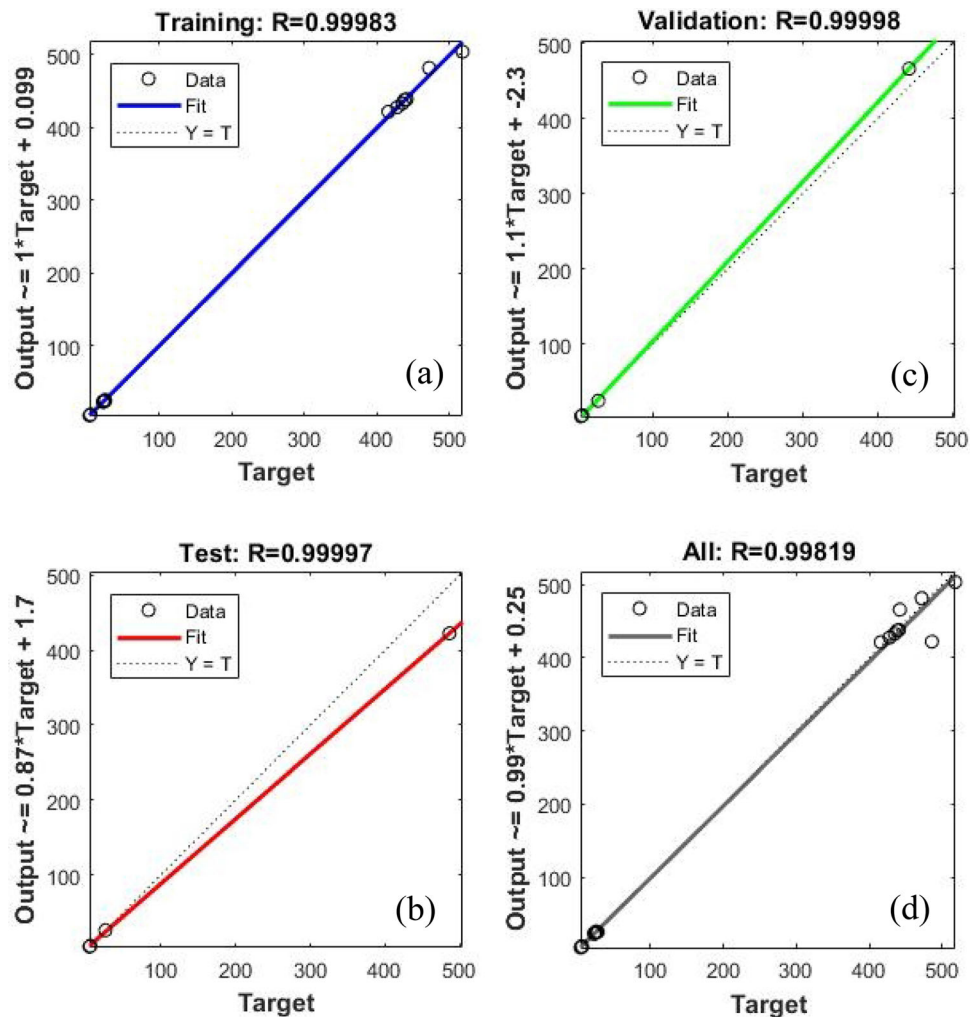 Training: R=0.99983
Output ~= 1*Target + 0.099
500
400
300
200
100
Data
Fit
Y = T
(a)
100 200 300 400 500
Target
Validation: R=0.99998
Output ~= 1.1*Target + -2.3
500
400
300
200
100
Data
Fit
Y = T
(c)
100 200 300 400 500
Target
Test: R=0.99997
Output ~= 0.87*Target + 1.7
500
400
300
200
100
Data
Fit
Y = T
(b)
100 200 300 400 500
Target
All: R=0.99819
Output ~= 0.99*Target + 0.25
500
400
300
200
100
Data
Fit
Y = T
(d)
100 200 300 400 500
Target